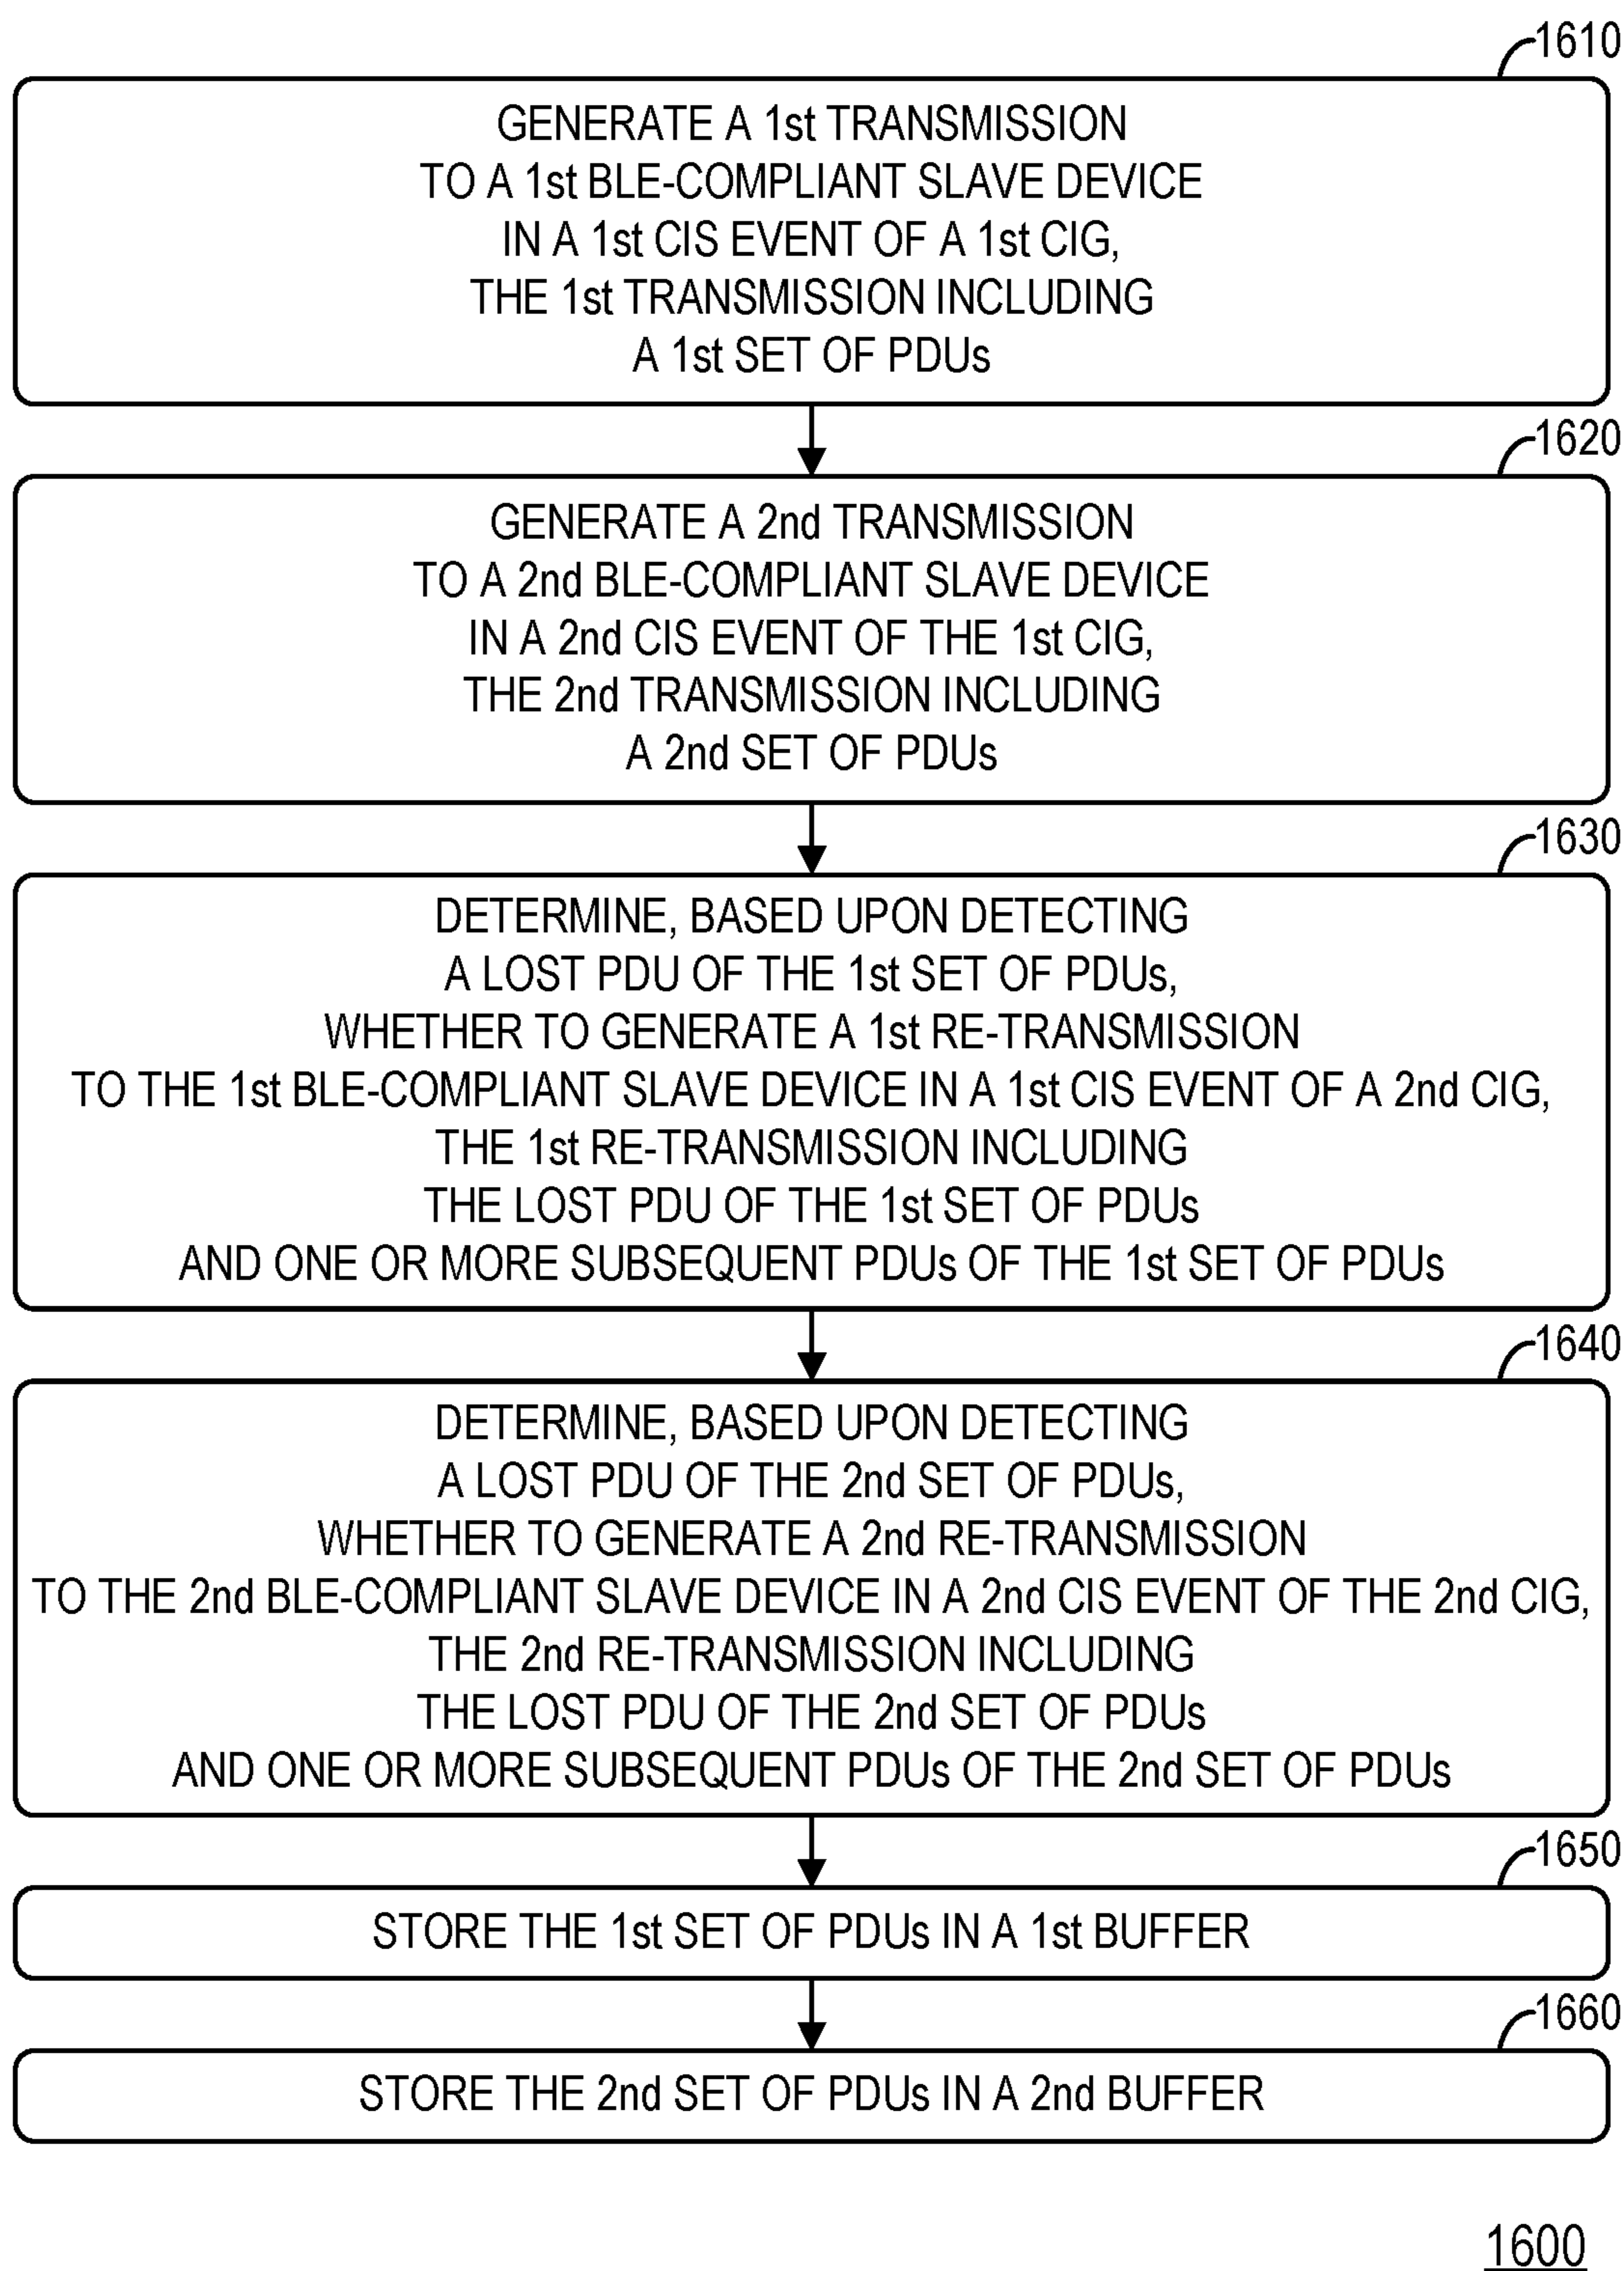 1610
GENERATE A 1st TRANSMISSION
TO A 1st BLE-COMPLIANT SLAVE DEVICE
IN A 1st CIS EVENT OF A 1st CIG,
THE 1st TRANSMISSION INCLUDING
A 1st SET OF PDUs
1620
GENERATE A 2nd TRANSMISSION
TO A 2nd BLE-COMPLIANT SLAVE DEVICE
IN A 2nd CIS EVENT OF THE 1st CIG,
THE 2nd TRANSMISSION INCLUDING
A 2nd SET OF PDUs
1630
DETERMINE, BASED UPON DETECTING
A LOST PDU OF THE 1st SET OF PDUs,
WHETHER TO GENERATE A 1st RE-TRANSMISSION
TO THE 1st BLE-COMPLIANT SLAVE DEVICE IN A 1st CIS EVENT OF A 2nd CIG,
THE 1st RE-TRANSMISSION INCLUDING
THE LOST PDU OF THE 1st SET OF PDUs
AND ONE OR MORE SUBSEQUENT PDUs OF THE 1st SET OF PDUs
1640
DETERMINE, BASED UPON DETECTING
A LOST PDU OF THE 2nd SET OF PDUs,
WHETHER TO GENERATE A 2nd RE-TRANSMISSION
TO THE 2nd BLE-COMPLIANT SLAVE DEVICE IN A 2nd CIS EVENT OF THE 2nd CIG,
THE 2nd RE-TRANSMISSION INCLUDING
THE LOST PDU OF THE 2nd SET OF PDUs
AND ONE OR MORE SUBSEQUENT PDUs OF THE 2nd SET OF PDUs
1650
STORE THE 1st SET OF PDUs IN A 1st BUFFER
1660
STORE THE 2nd SET OF PDUs IN A 2nd BUFFER
1600